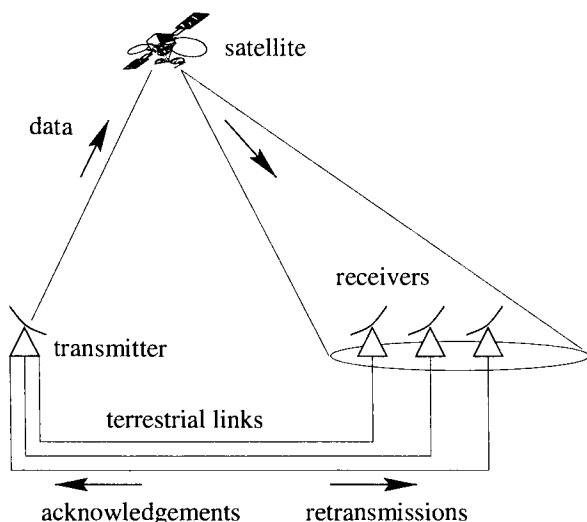 satellite
data
receivers
transmitter
terrestrial links
acknowledgements
retransmissions